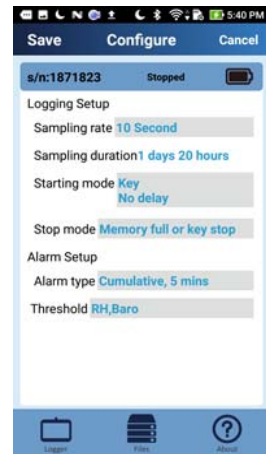 5:40 PM
Save Configure Cancel
s/n:1871823 Stopped
Logging Setup
Sampling rate 10 Second
Sampling duration1 days 20 hours
Starting mode Key
No delay
Stop mode Memory full or key stop
Alarm Setup
Alarm type Cumulative, 5 mins
Threshold RH,Baro
Logger Files About